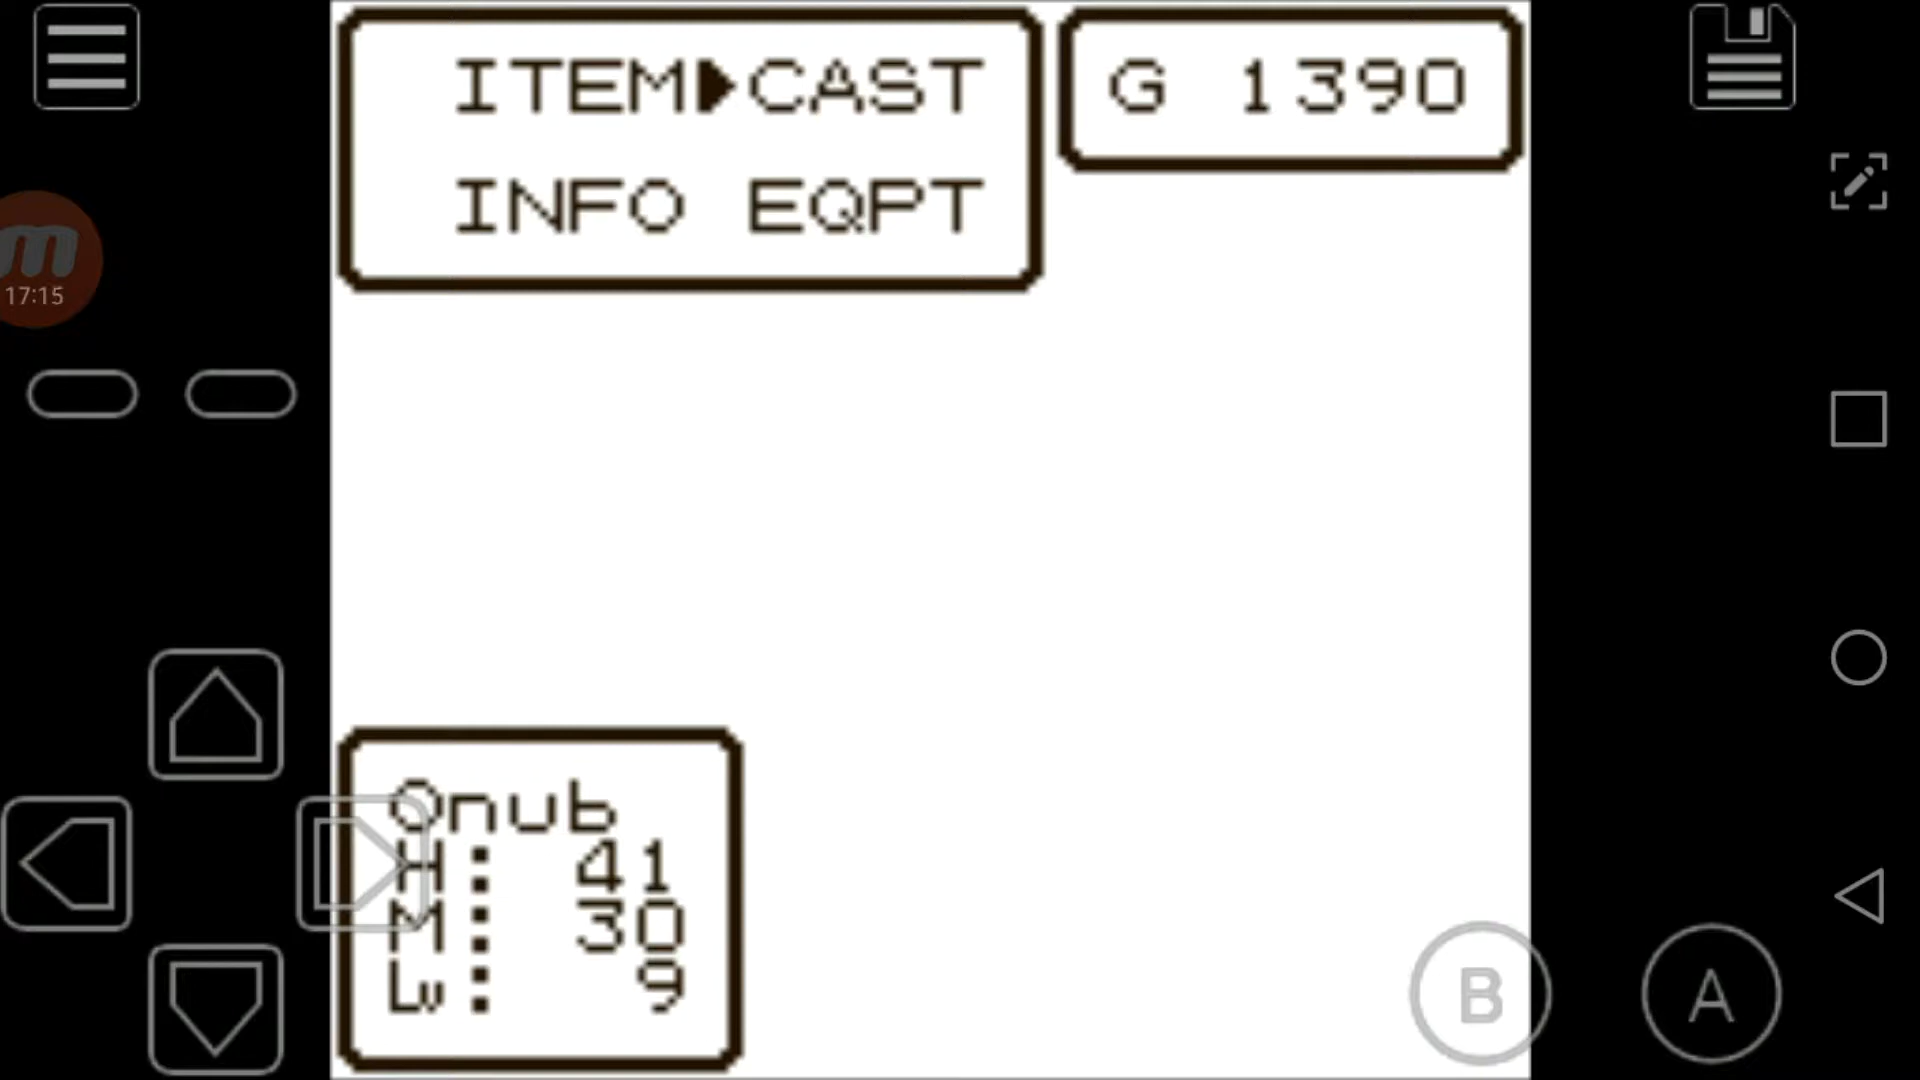 ITEM▶CAST
INFO EQPT
G 1390
m
17:15
Onub
H: 41
M: 30
Lv: 9
B
A